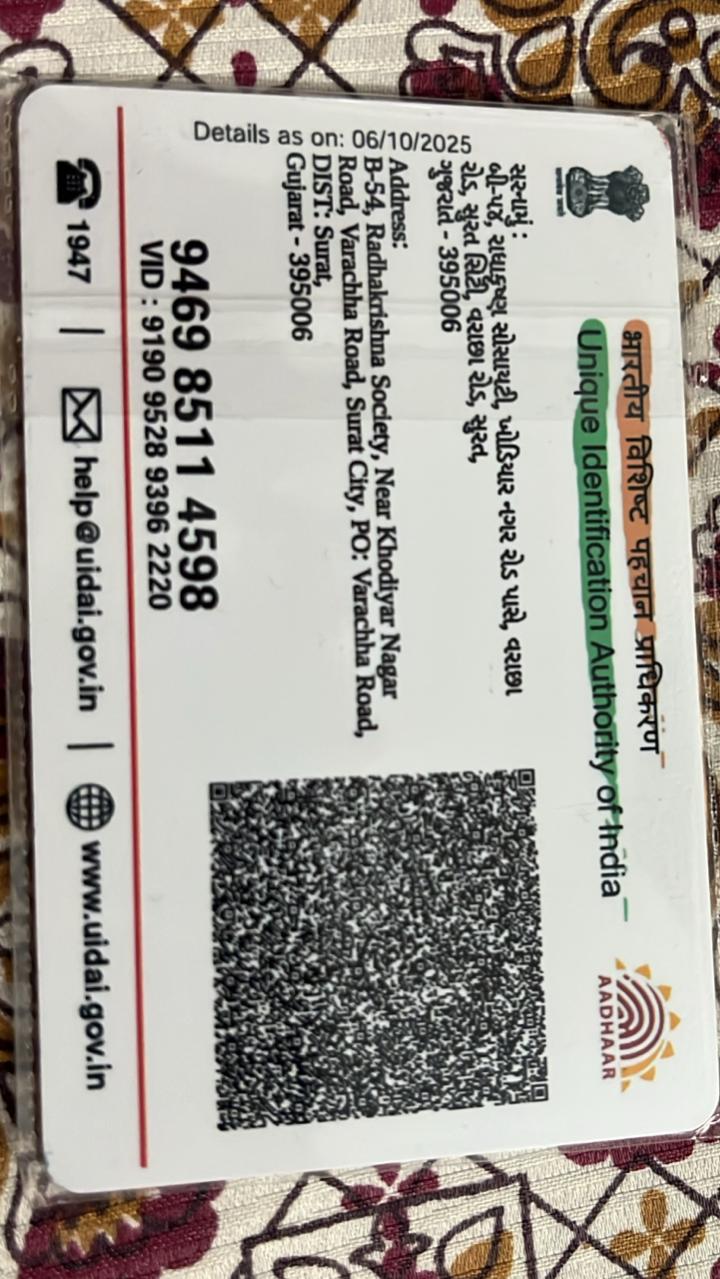 भारतीय विशिष्ट पहचान प्राधिकरण
Unique Identification Authority of India
AADHAAR
Details as on: 06/10/2025
સરનામું :
બી-૫૪, રાધાકૃષ્ણ સોસાયટી, ખોડિયાર નગર રોડ પાસે, વરાછા
રોડ, સુરત સિટી, વરાછા રોડ, સુરત,
ગુજરાત - 395006
Address:
B-54, Radhakrishna Society, Near Khodiyar Nagar
Road, Varachha Road, Surat City, PO: Varachha Road,
DIST: Surat,
Gujarat - 395006
9469 8511 4598
VID : 9190 9528 9396 2220
1947 | help@uidai.gov.in | www.uidai.gov.in